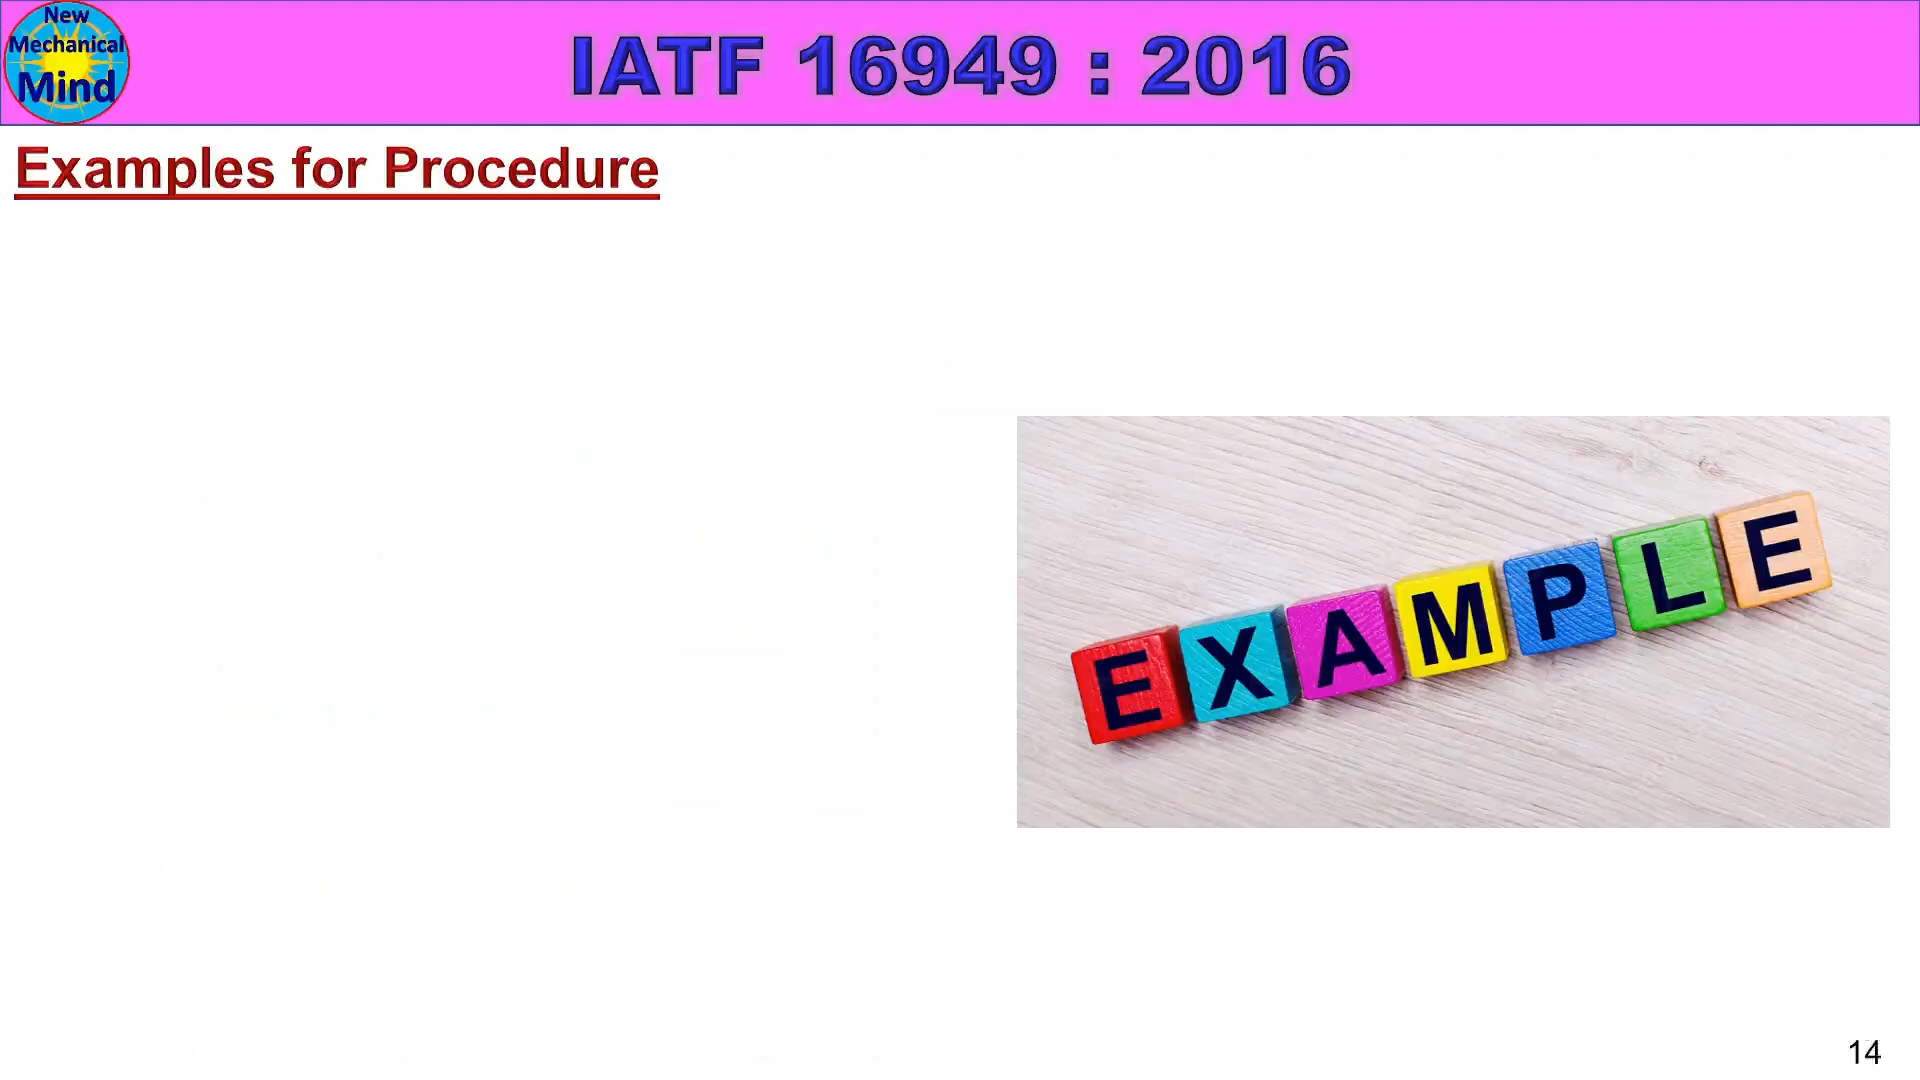 New
Mechanical
Mind
IATF 16949 : 2016
Examples for Procedure
EXAMPLE
14